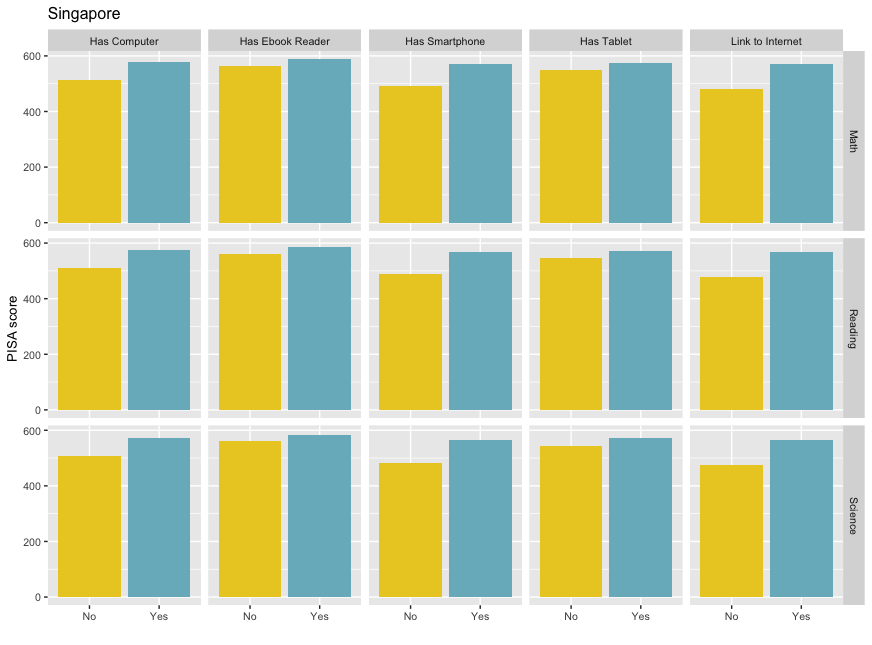 Singapore
Has Computer Has Ebook Reader Has Smartphone Has Tablet Link to Internet
600
400
200
0
Math
PISA score
600
400
200
0
Reading
600
400
200
0
Science
No Yes No Yes No Yes No Yes No Yes